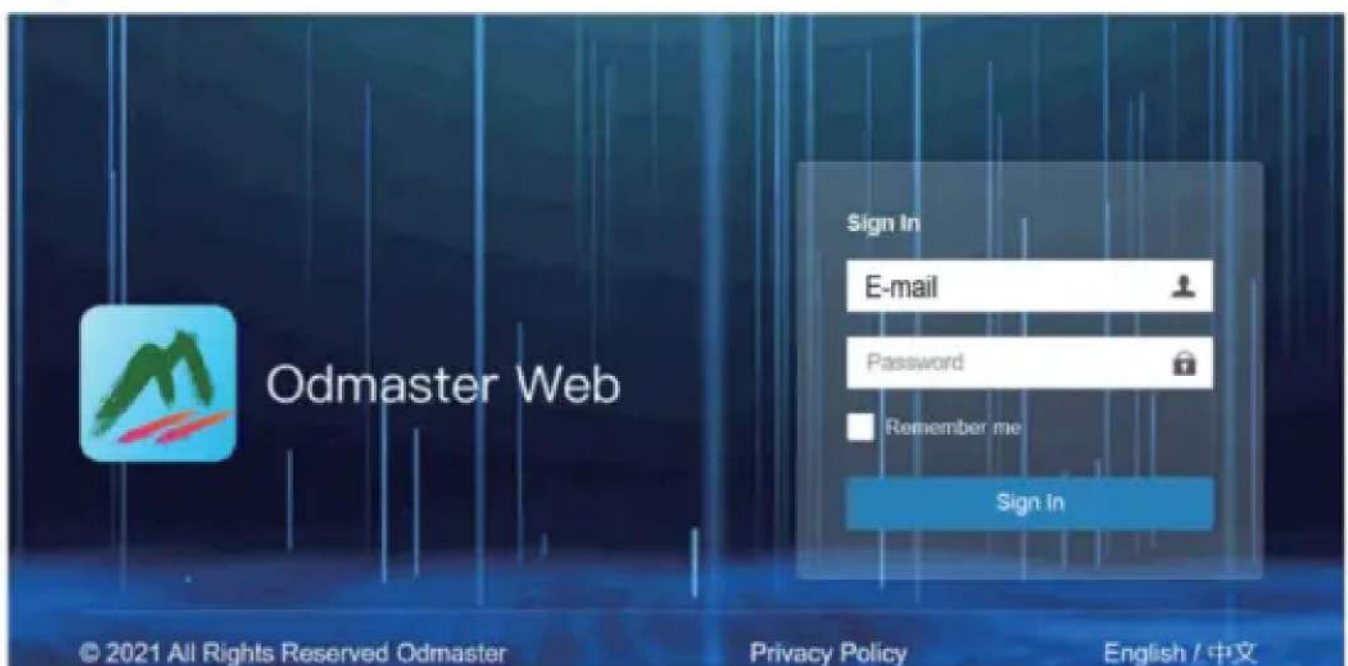 Sign In
E-mail
Password
Odmaster Web
Remember me
Sign In
© 2021 All Rights Reserved Odmaster Privacy Policy English / 中文